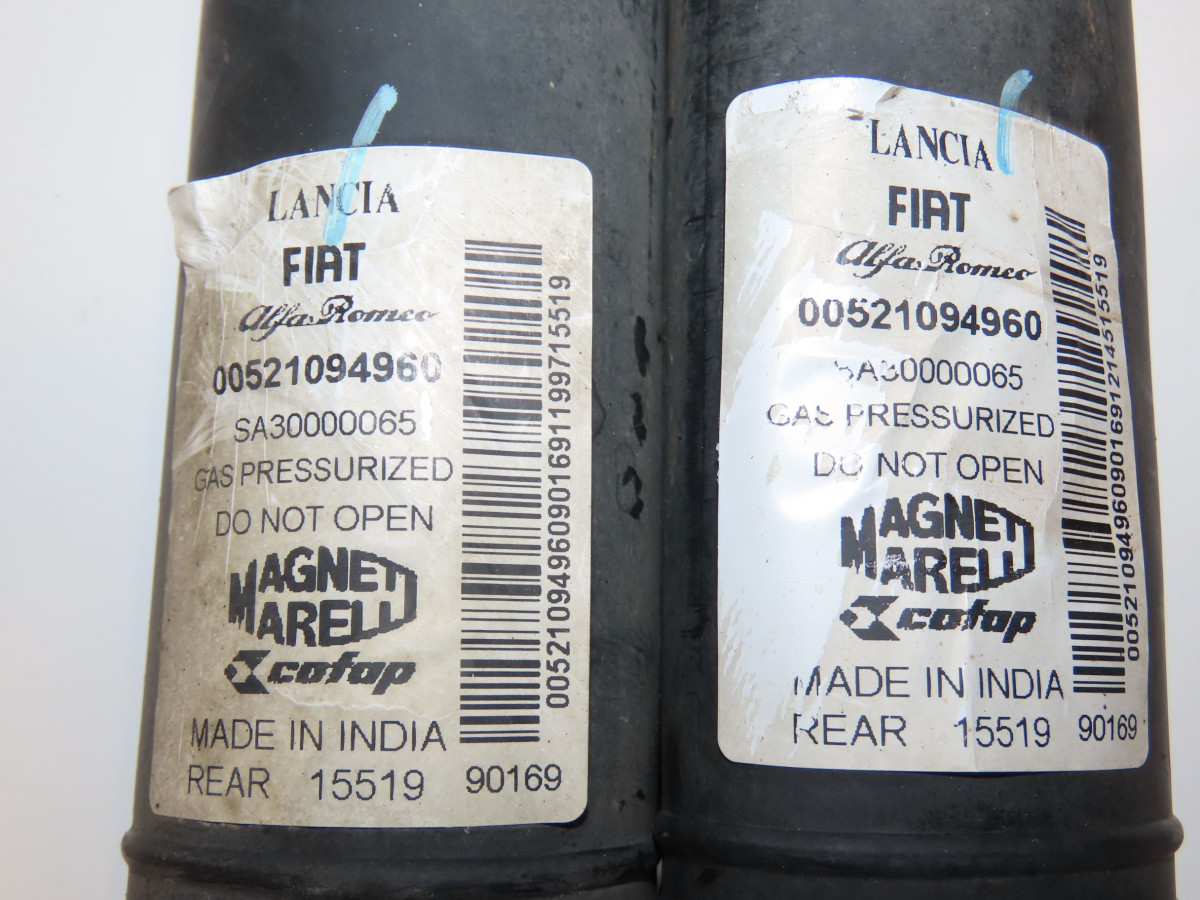 LANCIA
FIAT
Alfa Romeo
00521094960
SA30000065
GAS PRESSURIZED
DO NOT OPEN
MAGNETI
MARELLI
cofap
MADE IN INDIA
REAR 15519 90169
00521094960901691199715519
LANCIA
FIAT
Alfa Romeo
00521094960
SA30000065
GAS PRESSURIZED
DO NOT OPEN
MAGNETI
MARELLI
cofap
MADE IN INDIA
REAR 15519 90169
00521094960901691214515519